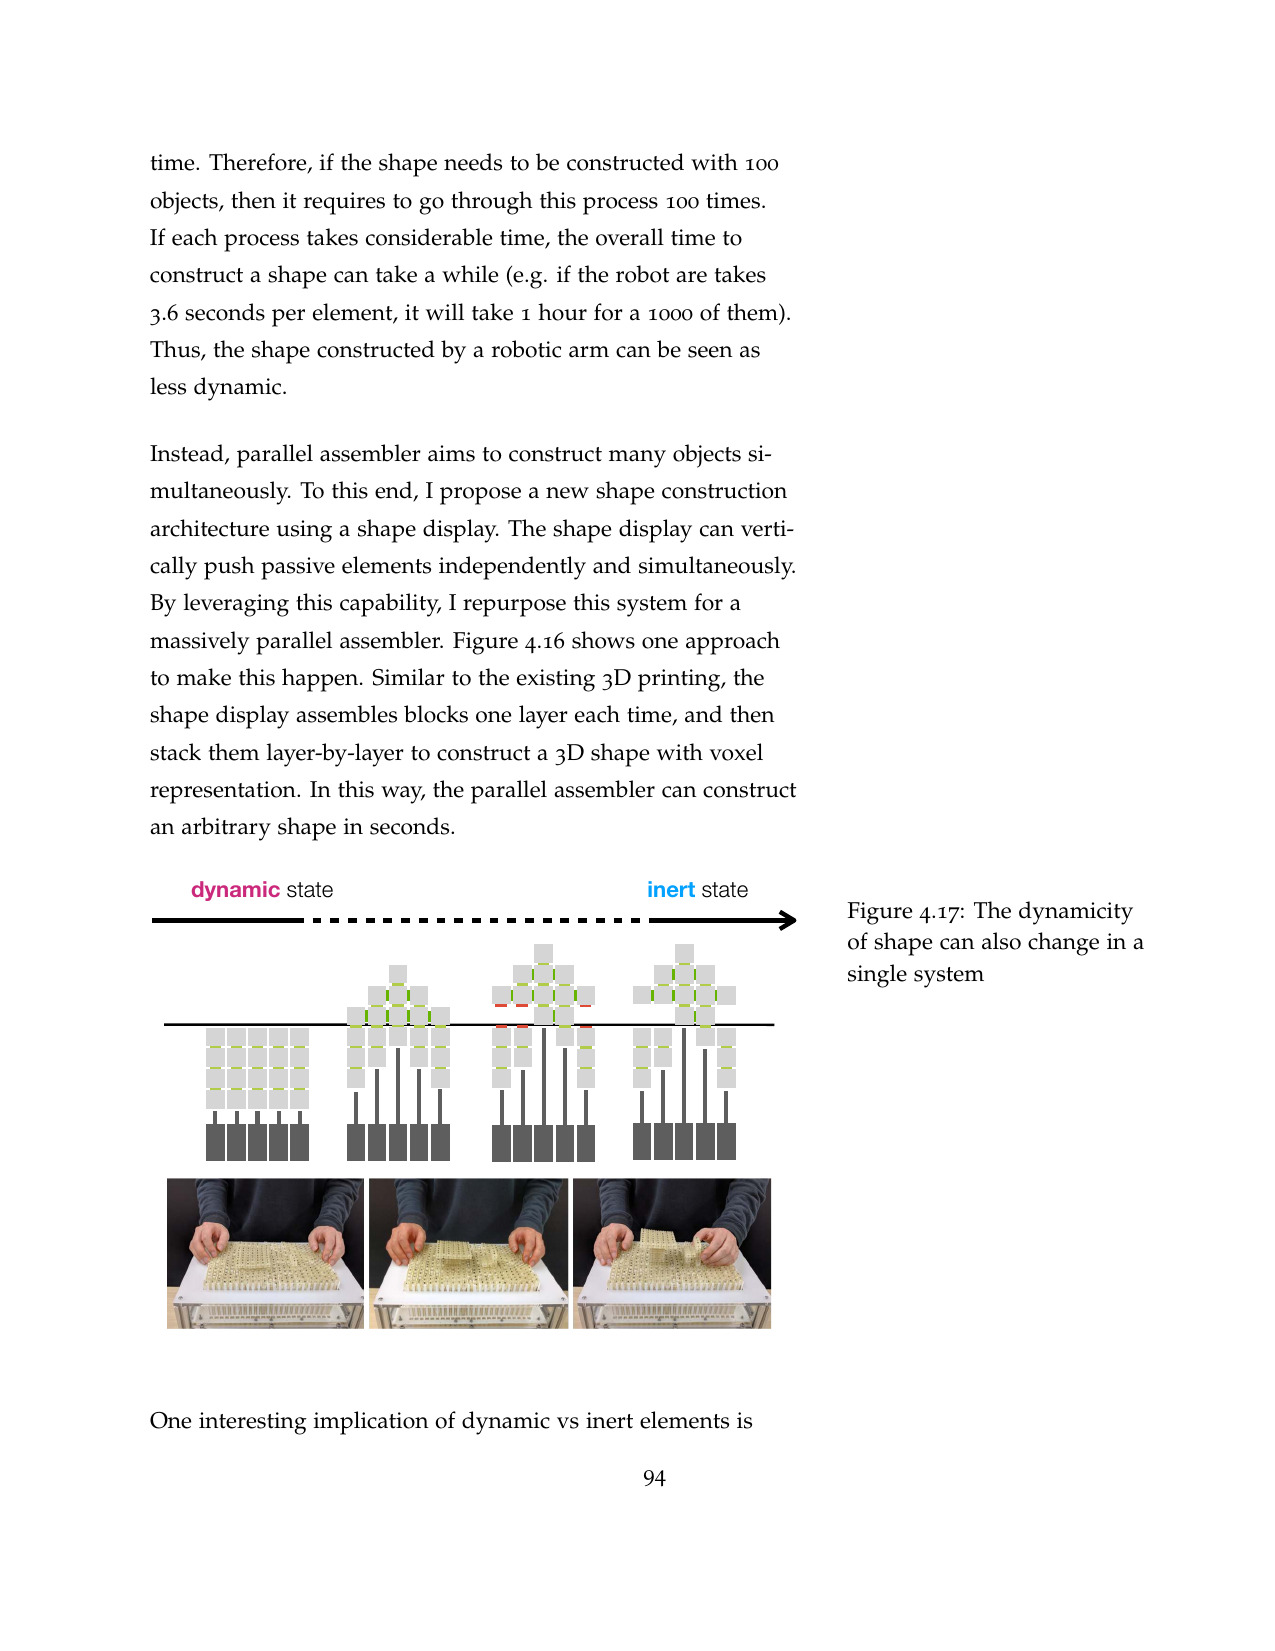 time. Therefore, if the shape needs to be constructed with 100
objects, then it requires to go through this process 100 times.
If each process takes considerable time, the overall time to
construct a shape can take a while (e.g. if the robot are takes
3.6 seconds per element, it will take 1 hour for a 1000 of them).
Thus, the shape constructed by a robotic arm can be seen as
less dynamic.
Instead, parallel assembler aims to construct many objects si-
multaneously. To this end, I propose a new shape construction
architecture using a shape display. The shape display can verti-
cally push passive elements independently and simultaneously.
By leveraging this capability, I repurpose this system for a
massively parallel assembler. Figure 4.16 shows one approach
to make this happen. Similar to the existing 3D printing, the
shape display assembles blocks one layer each time, and then
stack them layer-by-layer to construct a 3D shape with voxel
representation. In this way, the parallel assembler can construct
an arbitrary shape in seconds.
dynamic state
inert state
Figure 4.17: The dynamicity
of shape can also change in a
single system
One interesting implication of dynamic vs inert elements is
94